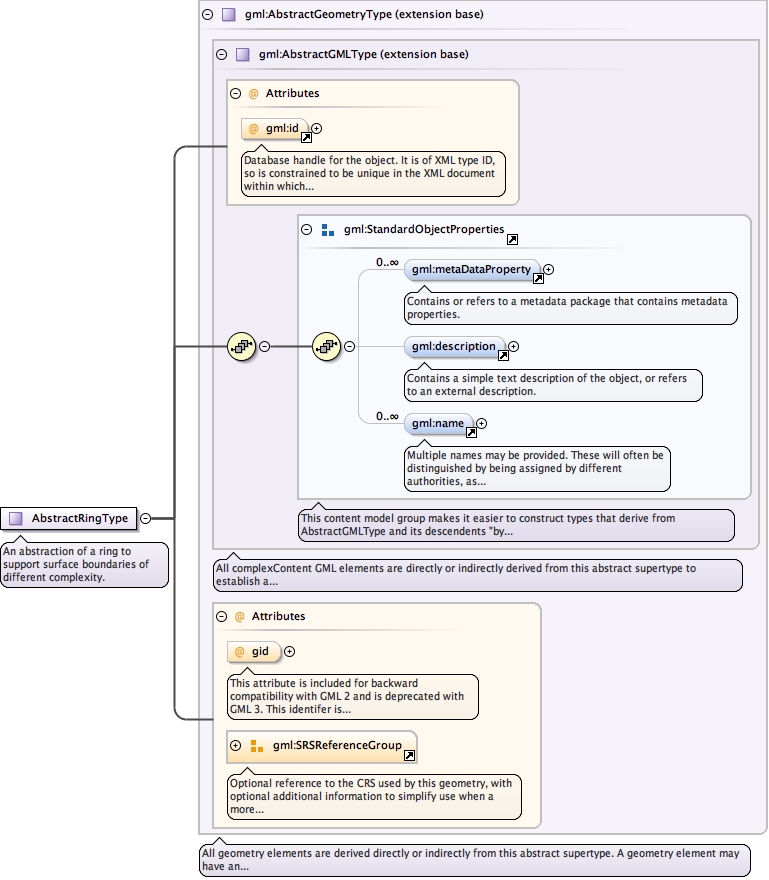 gml:AbstractGeometryType (extension base)
gml:AbstractGMLType (extension base)
@ Attributes
@ gml:id
Database handle for the object. It is of XML type ID,
so is constrained to be unique in the XML document
within which...
gml:StandardObjectProperties
0..∞
gml:metaDataProperty
Contains or refers to a metadata package that contains metadata
properties.
gml:description
Contains a simple text description of the object, or refers
to an external description.
0..∞
gml:name
Multiple names may be provided. These will often be
distinguished by being assigned by different
authorities, as...
This content model group makes it easier to construct types that derive from
AbstractGMLType and its descendents "by...
AbstractRingType
An abstraction of a ring to
support surface boundaries of
different complexity.
All complexContent GML elements are directly or indirectly derived from this abstract supertype to
establish a...
@ Attributes
@ gid
This attribute is included for backward
compatibility with GML 2 and is deprecated with
GML 3. This identifer is...
gml:SRSReferenceGroup
Optional reference to the CRS used by this geometry, with
optional additional information to simplify use when a
more...
All geometry elements are derived directly or indirectly from this abstract supertype. A geometry element may
have an...